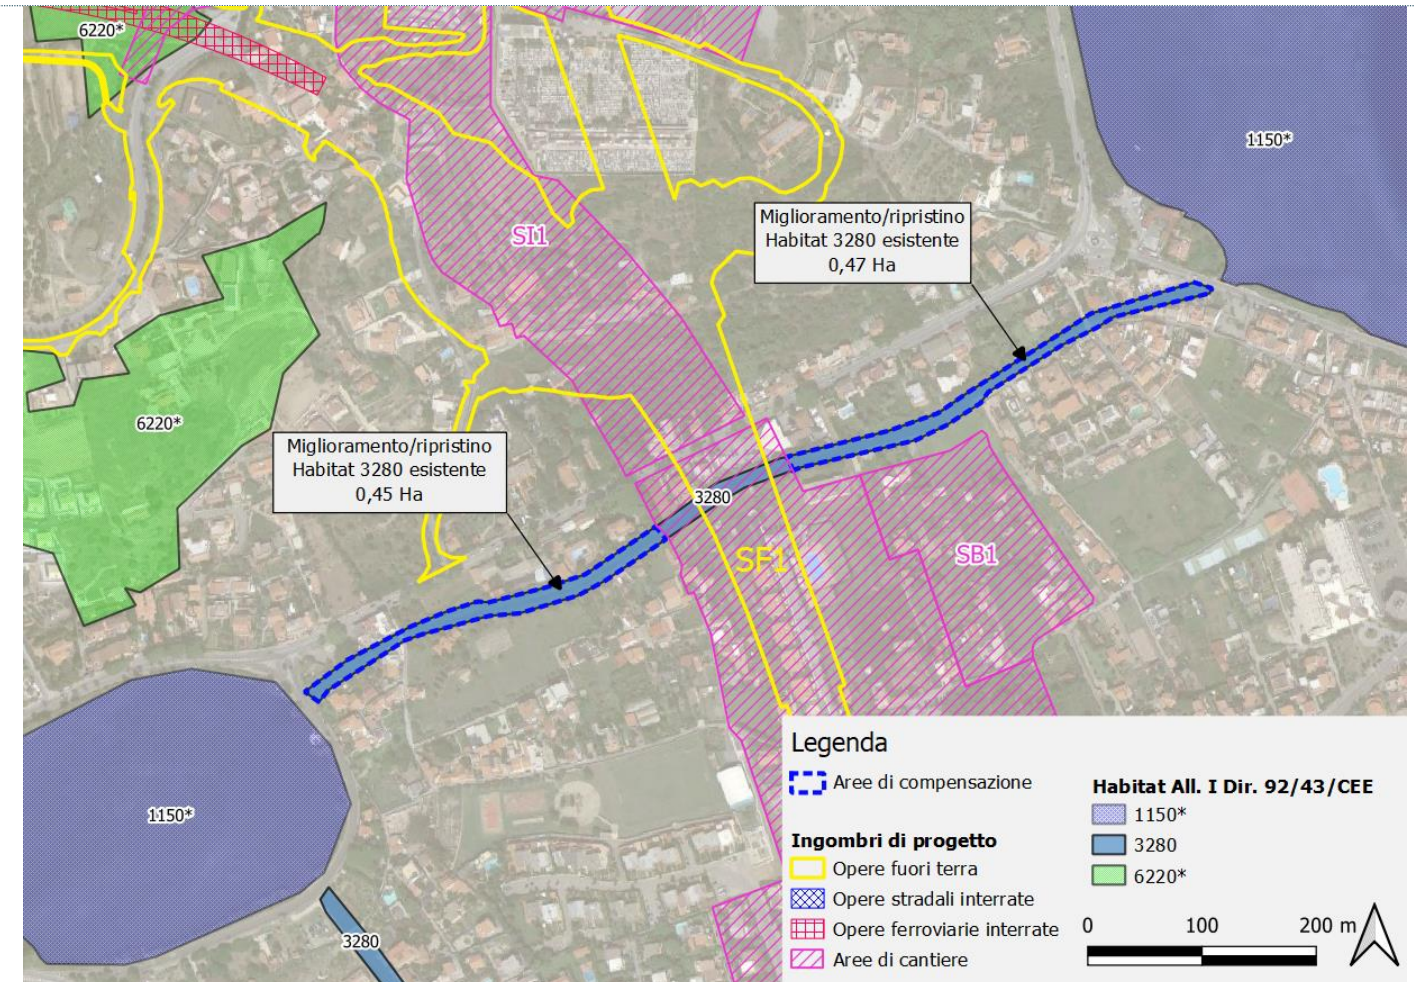 6220*
1150*
SI1
Miglioramento/ripristino
Habitat 3280 esistente
0,47 Ha
6220*
Miglioramento/ripristino
Habitat 3280 esistente
0,45 Ha
3280
SF1
SB1
1150*
3280
Legenda
Aree di compensazione
Ingombri di progetto
Opere fuori terra
Opere stradali interrate
Opere ferroviarie interrate
Aree di cantiere
Habitat All. I Dir. 92/43/CEE
1150*
3280
6220*
0 100 200 m